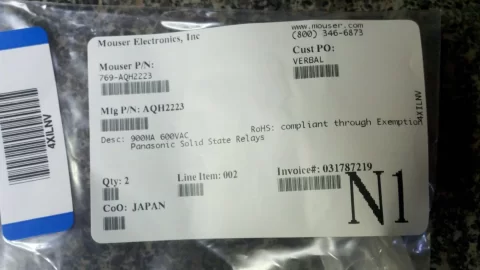 Mouser Electronics, Inc
www.mouser.com
(800) 346-6873
Mouser P/N:
769-AQH2223
Cust PO:
VERBAL
Mfg P/N: AQH2223
Desc: 900MA 600VAC RoHS: compliant through Exemption
Panasonic Solid State Relays
Qty: 2
Line Item: 002
Invoice#: 031787219
CoO: JAPAN
N1
4XILNV
4XILNV